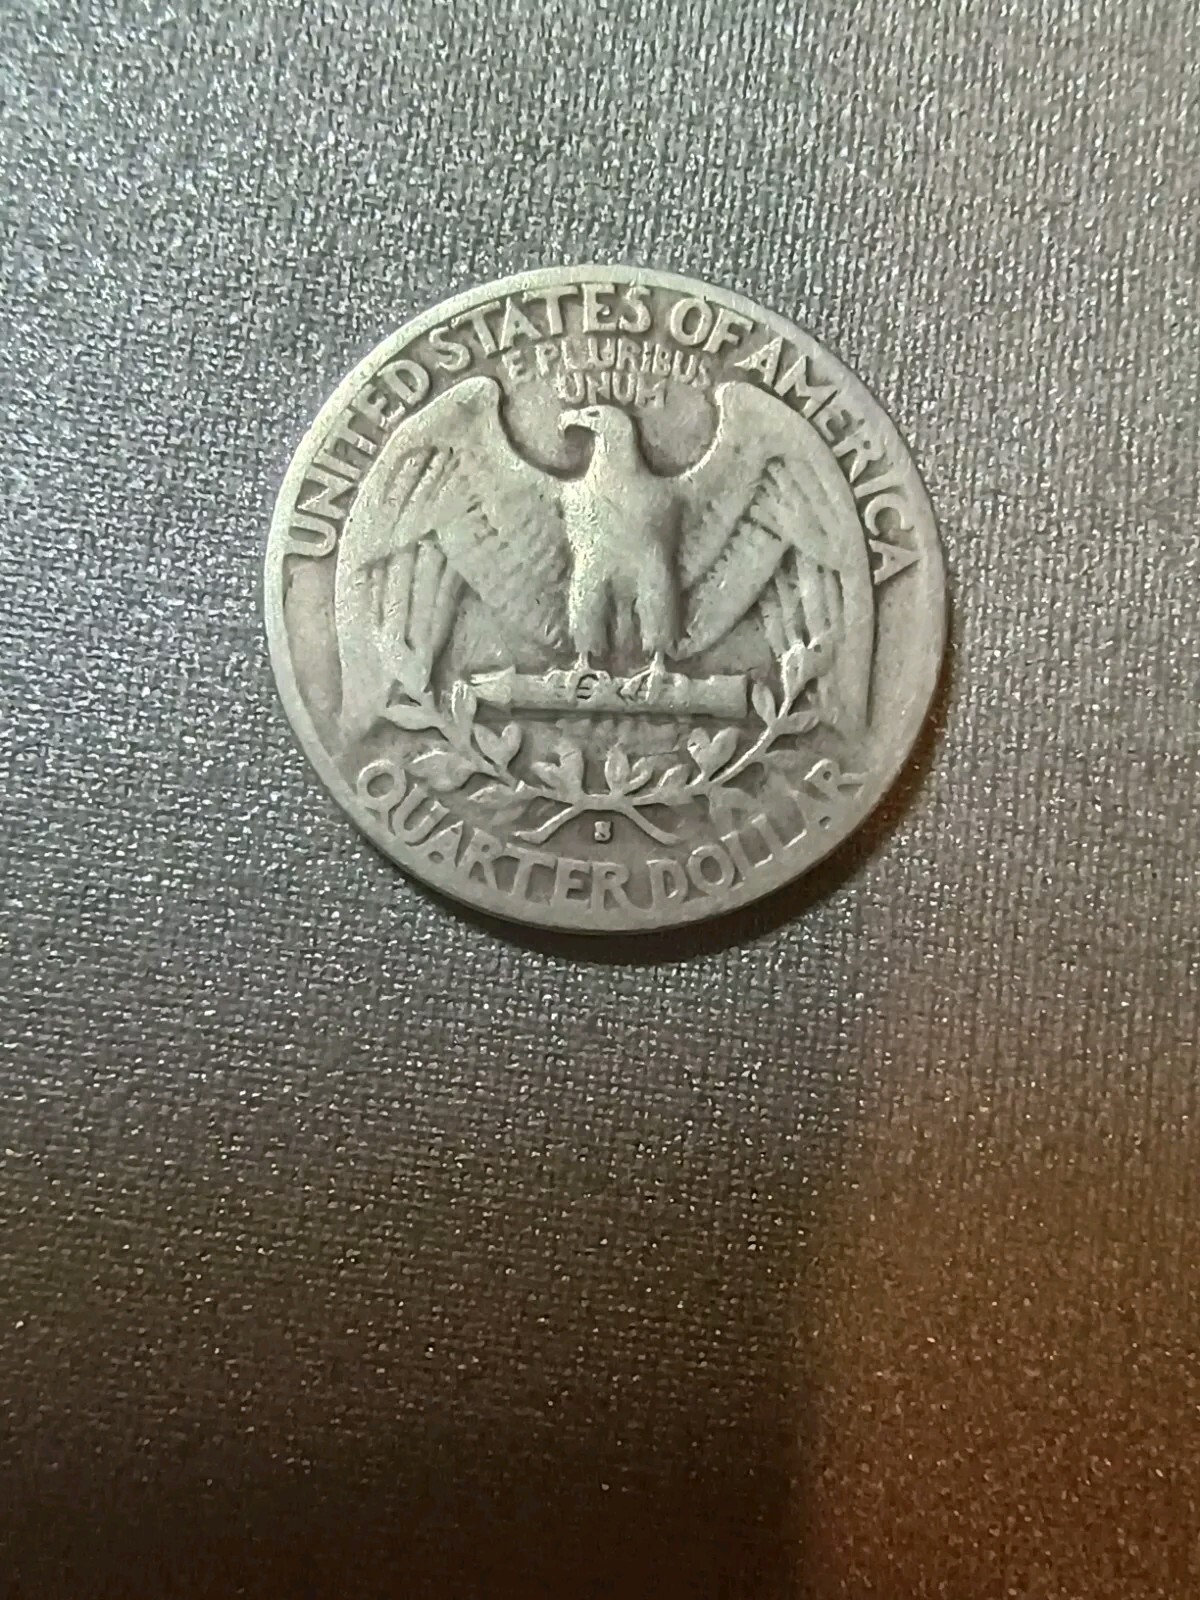 UNITED STATES OF AMERICA
E PLURIBUS
UNUM
S
QUARTER DOLLAR